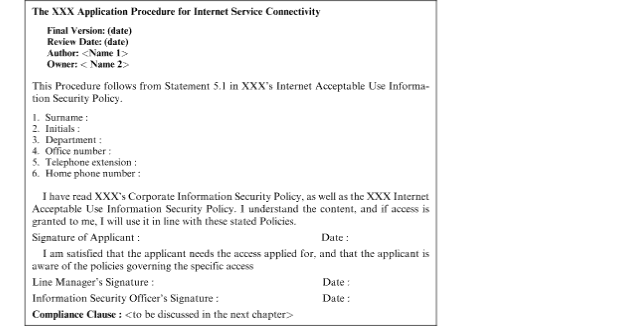 The XXX Application Procedure for Internet Service Connectivity
Final Version: (date)
Review Date: (date)
Author: <Name 1>
Owner: < Name 2>
This Procedure follows from Statement 5.1 in XXX's Internet Acceptable Use Informa-
tion Security Policy.
1. Surname :
2. Initials :
3. Department :
4. Office number :
5. Telephone extension :
6. Home phone number :
I have read XXX's Corporate Information Security Policy, as well as the XXX Internet
Acceptable Use Information Security Policy. I understand the content, and if access is
granted to me, I will use it in line with these stated Policies.
Signature of Applicant : Date :
I am satisfied that the applicant needs the access applied for, and that the applicant is
aware of the policies governing the specific access
Line Manager's Signature : Date :
Information Security Officer's Signature : Date :
Compliance Clause : <to be discussed in the next chapter>